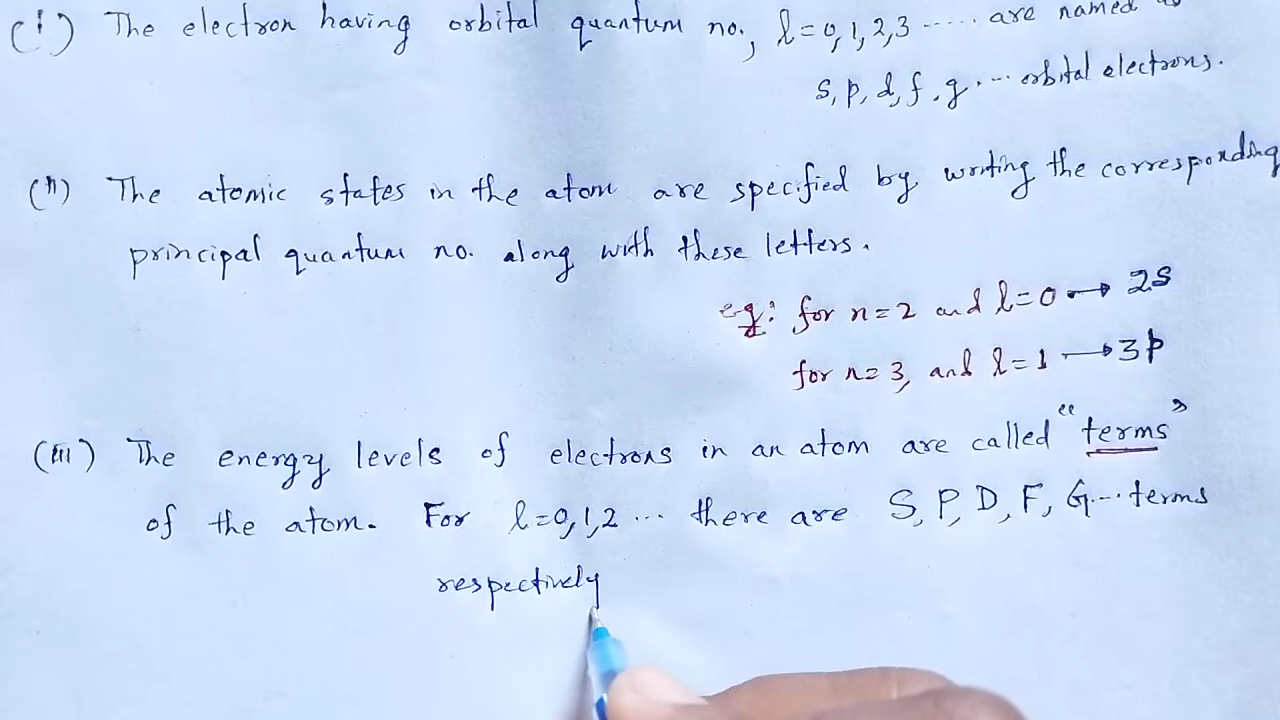 (i) The electron having orbital quantum no., l=0,1,2,3 ----- are named as
s, p, d, f, g ... orbital electrons.
(ii) The atomic states in the atom are specified by writing the corresponding
principal quantum no. along with these letters.
eg: for n=2 and l=0 → 2s
for n=3, and l=1 → 3p
(iii) The energy levels of electrons in an atom are called "terms"
of the atom. For l=0,1,2 ... there are S, P, D, F, G... terms
respectively